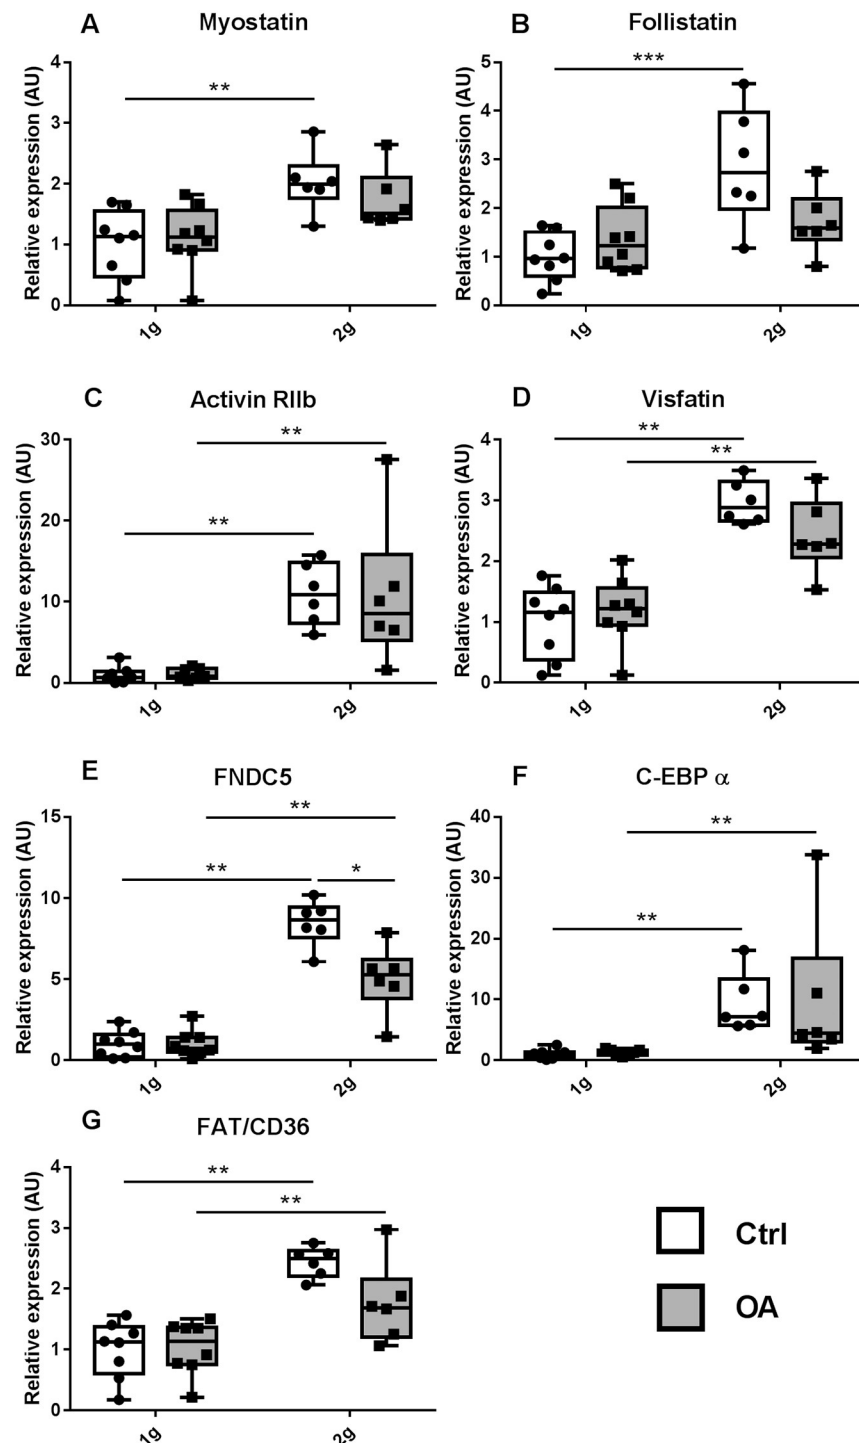 A Myostatin
Relative expression (AU)
4
3
2
1
0
**
1g
2g
B Follistatin
Relative expression (AU)
5
4
3
2
1
0
***
1g
2g
C Activin RIIb
Relative expression (AU)
30
20
10
0
**
**
1g
2g
D Visfatin
Relative expression (AU)
4
3
2
1
0
**
**
1g
2g
E FNDC5
Relative expression (AU)
15
10
5
0
**
**
*
1g
2g
F C-EBP α
Relative expression (AU)
40
30
20
10
0
**
**
1g
2g
G FAT/CD36
Relative expression (AU)
4
3
2
1
0
**
**
1g
2g
Ctrl
OA